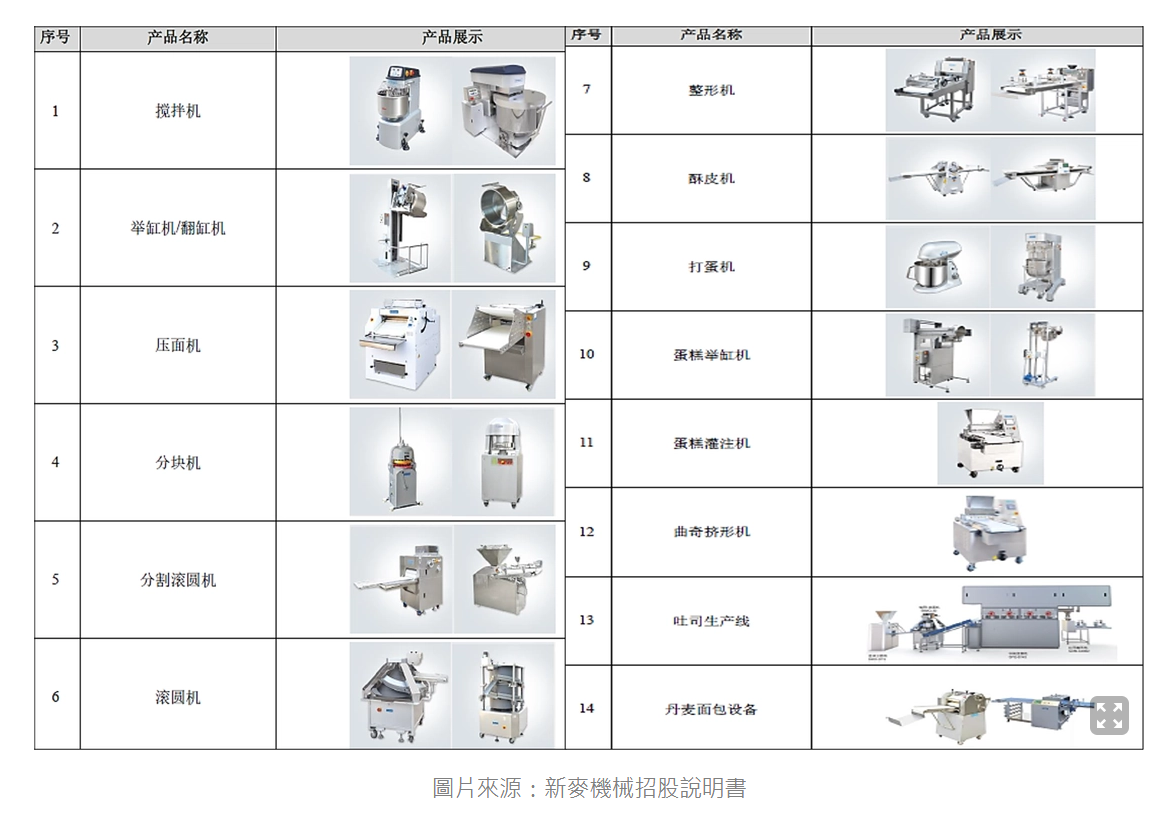 序号 产品名称 产品展示
1 搅拌机
2 举缸机/翻缸机
3 压面机
4 分块机
5 分割滚圆机
6 滚圆机
序号 产品名称 产品展示
7 整形机
8 酥皮机
9 打蛋机
10 蛋糕举缸机
11 蛋糕灌注机
12 曲奇挤形机
13 吐司生产线
14 丹麦面包设备
圖片來源：新麥機械招股說明書